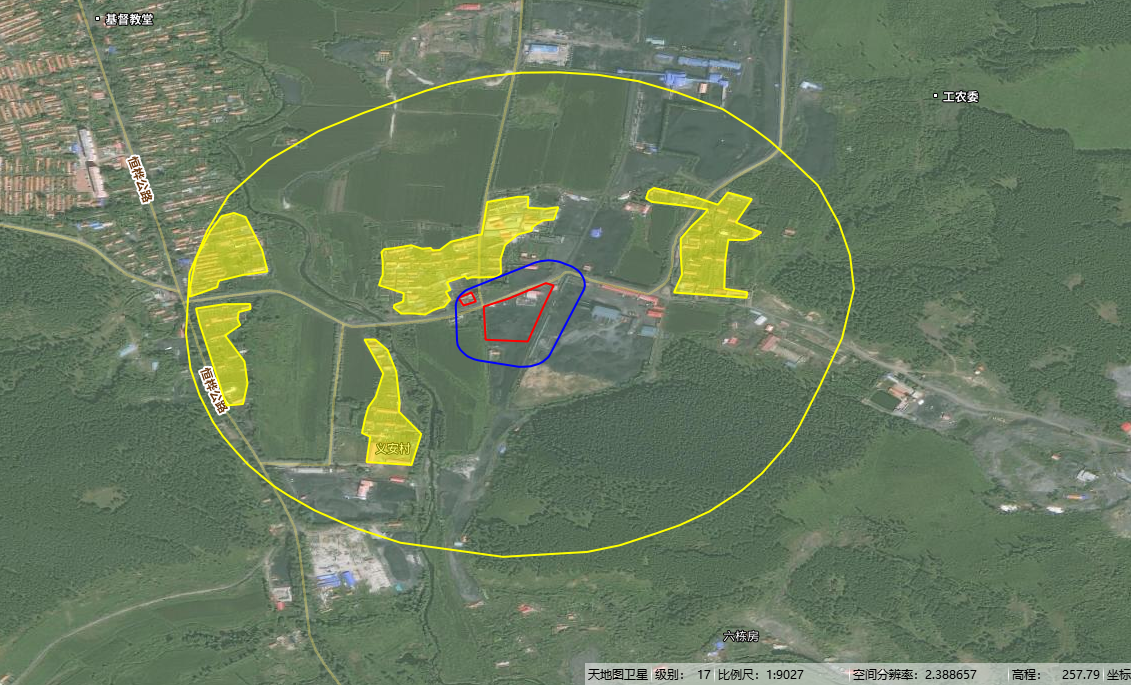 基督教堂
工农委
恒桦公路
恒桦公路
义安村
六栋房
天地图卫星 级别： 17 比例尺： 1:9027 空间分辨率： 2.388657 高程： 257.79 坐标